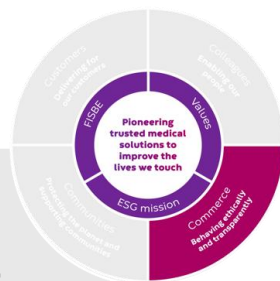 Customers
Delivering for
our customers
Colleagues
Enabling our
people
FISBE
Values
Pioneering
trusted medical
solutions to
improve the
lives we touch
ESG mission
Communities
Protecting the planet and
supporting communities
Commerce
Behaving ethically
and transparently